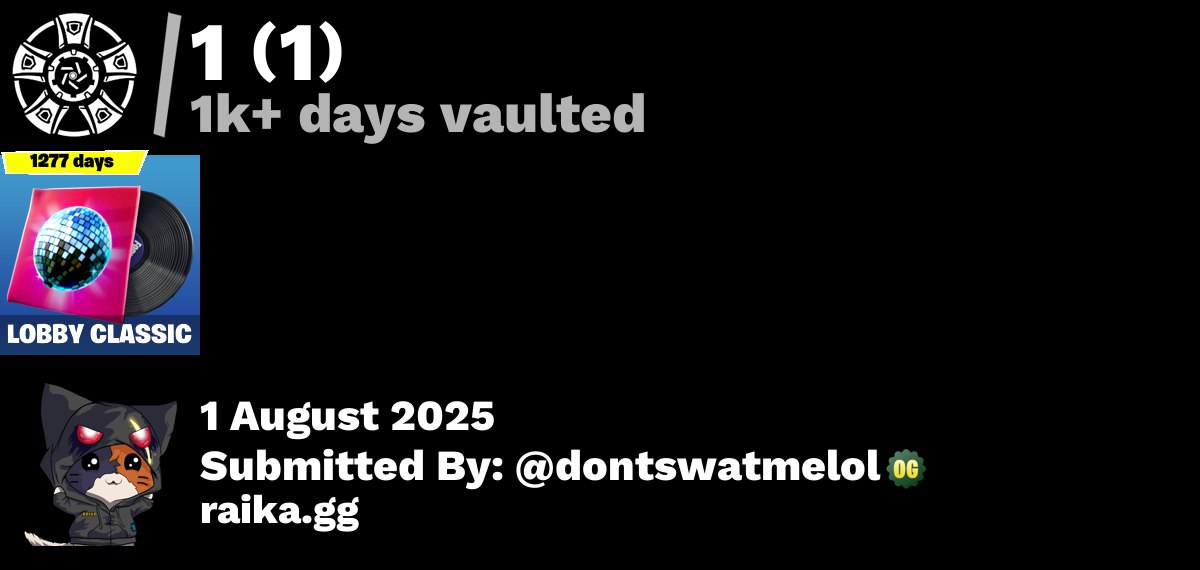 1 (1)
1k+ days vaulted
1277 days
LOBBY CLASSIC
1 August 2025
Submitted By: @dontswatmelol OG
raika.gg